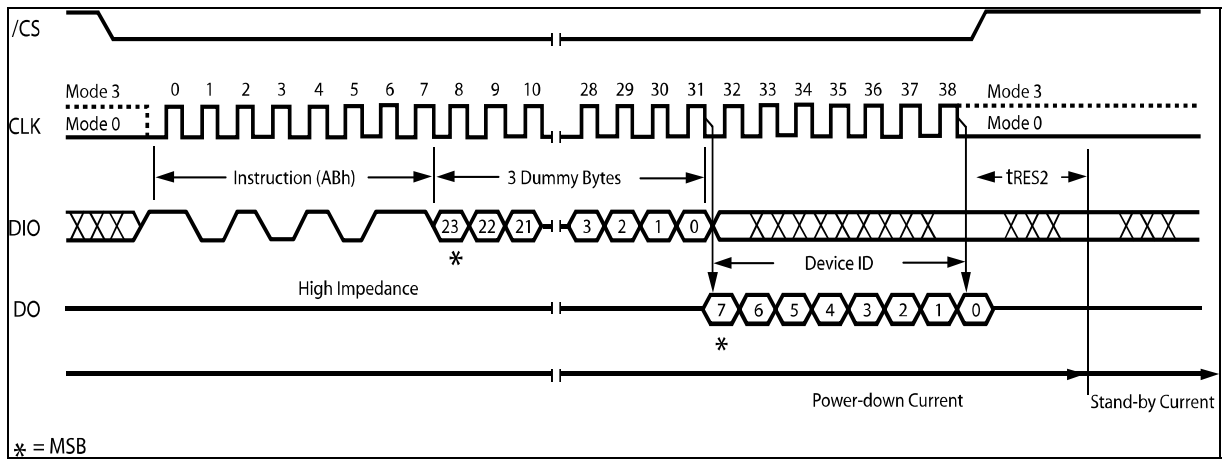 /CS
Mode 3 0 1 2 3 4 5 6 7 8 9 10 28 29 30 31 32 33 34 35 36 37 38 Mode 3
CLK Mode 0 Mode 0
Instruction (ABh) 3 Dummy Bytes tRES2
DIO 23 22 21 3 2 1 0
*
Device ID
High Impedance
DO 7 6 5 4 3 2 1 0
*
Power-down Current Stand-by Current
* = MSB